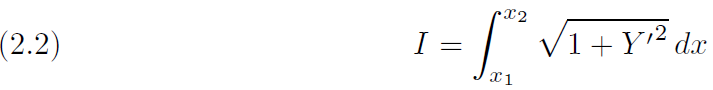 (2.2) I = ∫_{x_1}^{x_2} √(1 + Y'^2) dx